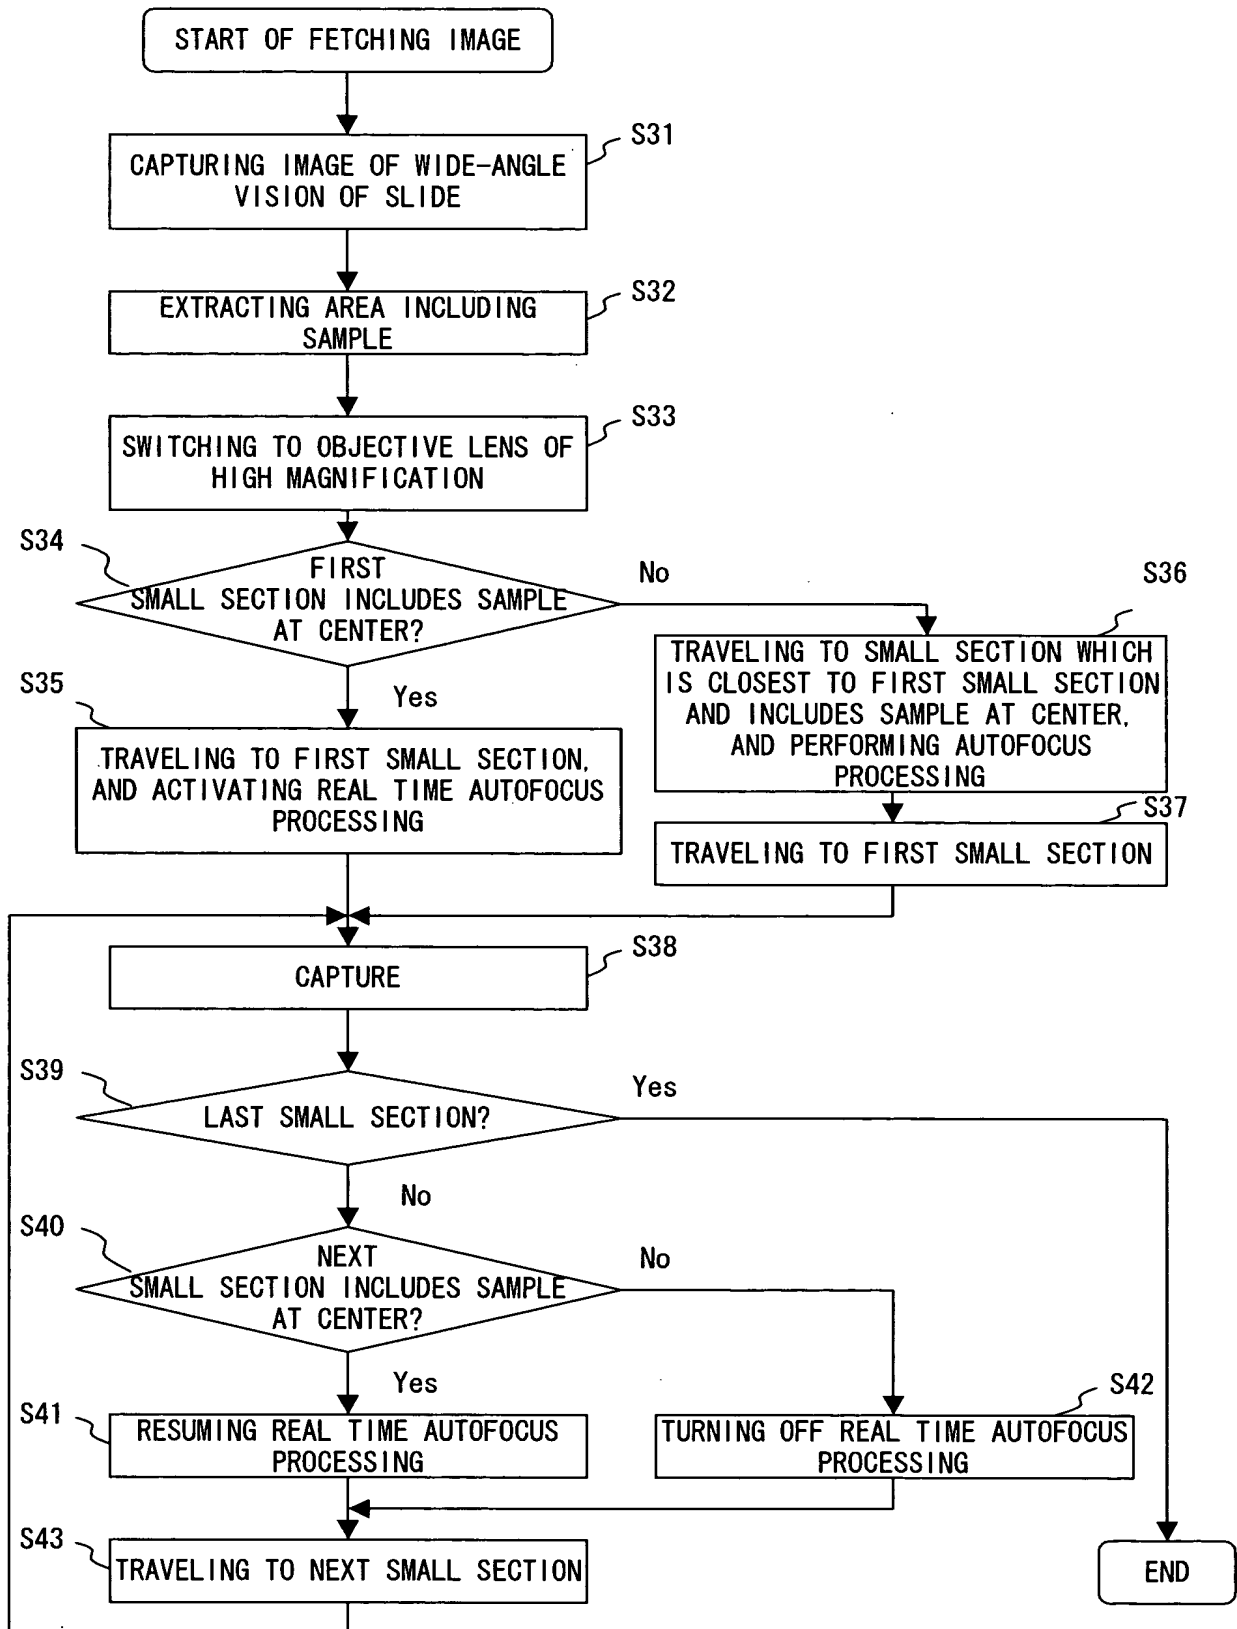 START OF FETCHING IMAGE
S31
CAPTURING IMAGE OF WIDE-ANGLE
VISION OF SLIDE
S32
EXTRACTING AREA INCLUDING
SAMPLE
S33
SWITCHING TO OBJECTIVE LENS OF
HIGH MAGNIFICATION
S34
FIRST
SMALL SECTION INCLUDES SAMPLE
AT CENTER?
No
Yes
S36
TRAVELING TO SMALL SECTION WHICH
IS CLOSEST TO FIRST SMALL SECTION
AND INCLUDES SAMPLE AT CENTER,
AND PERFORMING AUTOFOCUS
PROCESSING
S35
TRAVELING TO FIRST SMALL SECTION,
AND ACTIVATING REAL TIME AUTOFOCUS
PROCESSING
S37
TRAVELING TO FIRST SMALL SECTION
S38
CAPTURE
S39
LAST SMALL SECTION?
Yes
No
S40
NEXT
SMALL SECTION INCLUDES SAMPLE
AT CENTER?
No
Yes
S41
RESUMING REAL TIME AUTOFOCUS
PROCESSING
S42
TURNING OFF REAL TIME AUTOFOCUS
PROCESSING
S43
TRAVELING TO NEXT SMALL SECTION
END